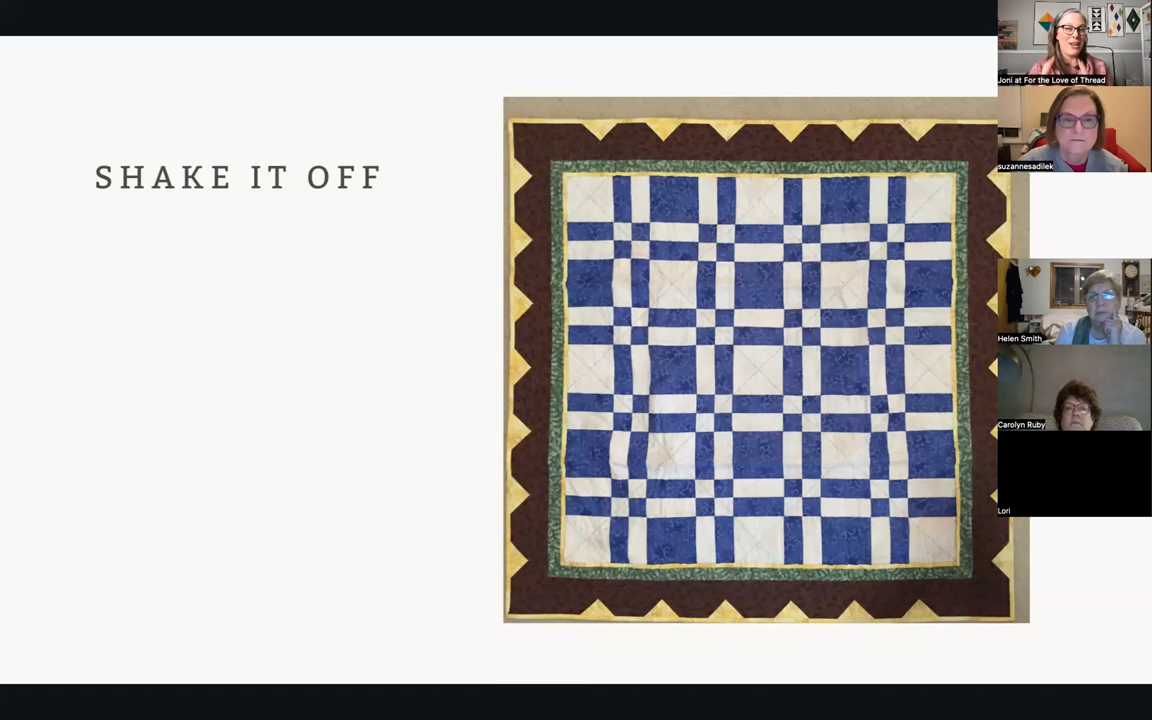 SHAKE IT OFF
Joni at For the Love of Thread
suzannesadilek
Helen Smith
Carolyn Ruby
Lori